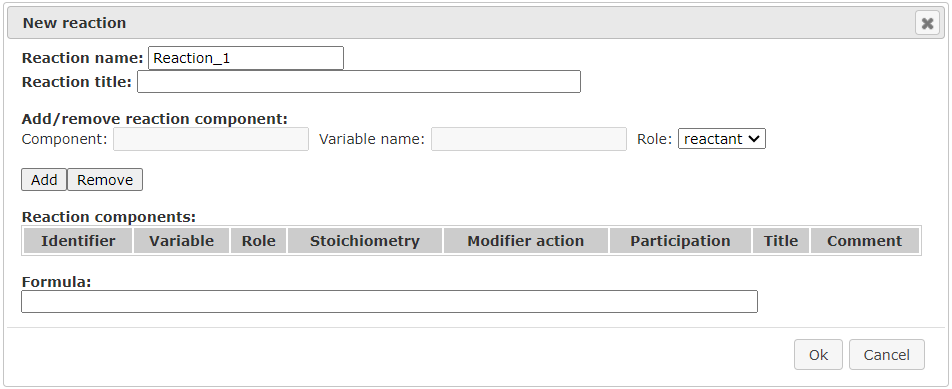 New reaction
Reaction name: Reaction_1
Reaction title:
Add/remove reaction component:
Component: Variable name: Role: reactant
Add Remove
Reaction components:
Identifier Variable Role Stoichiometry Modifier action Participation Title Comment
Formula:
Ok Cancel